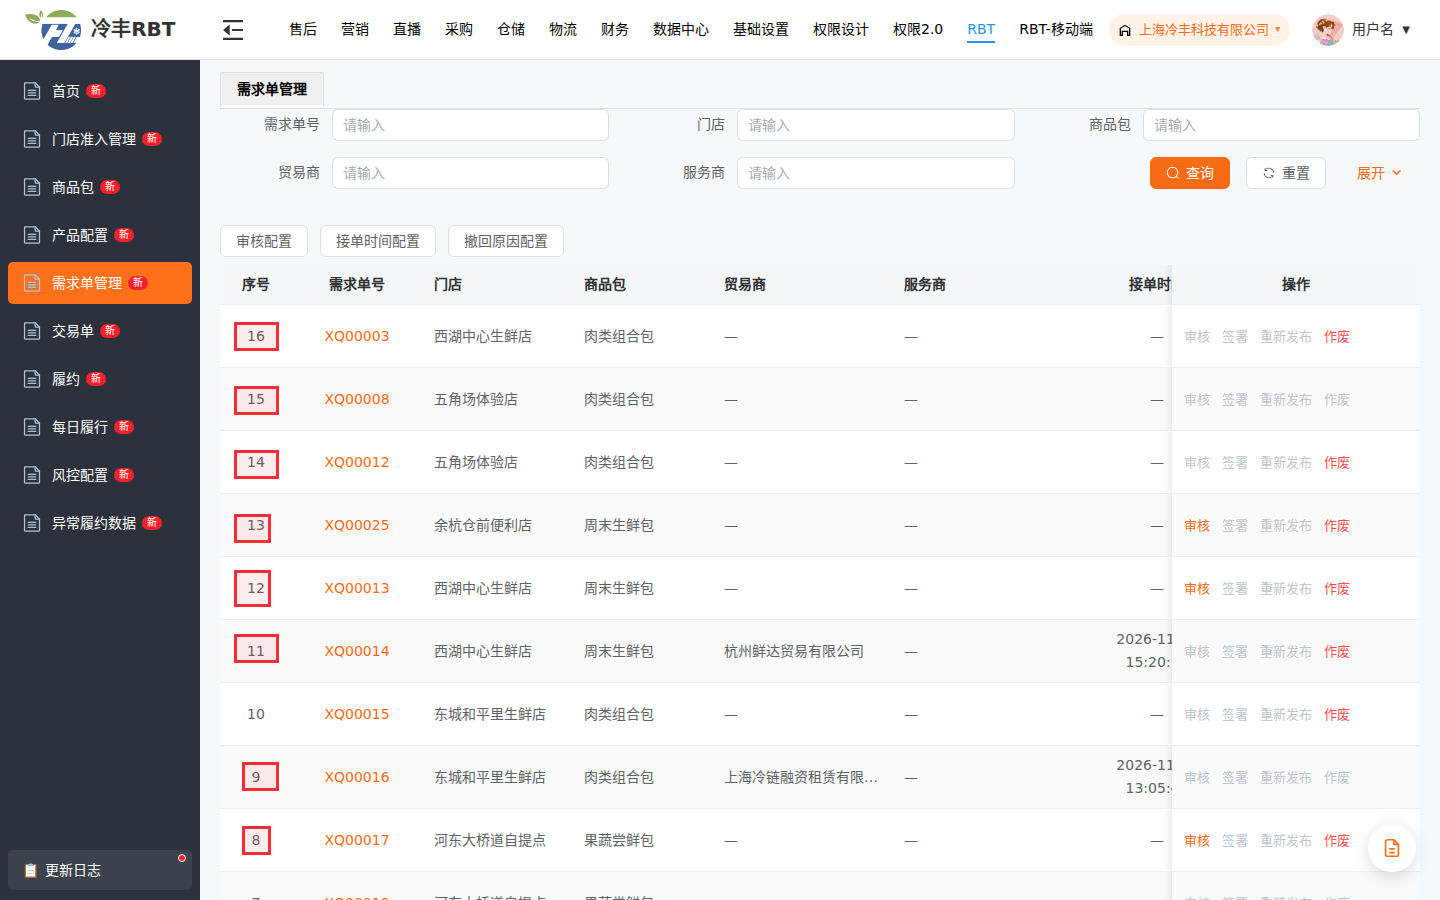 冷丰RBT
售后 营销 直播 采购 仓储 物流 财务 数据中心 基础设置 权限设计 权限2.0 RBT RBT-移动端
上海冷丰科技有限公司 ▾
用户名 ▼
首页 新
门店准入管理 新
商品包 新
产品配置 新
需求单管理 新
交易单 新
履约 新
每日履行 新
风控配置 新
异常履约数据 新
更新日志
需求单管理
需求单号 请输入 门店 请输入 商品包 请输入
贸易商 请输入 服务商 请输入 查询 重置 展开
审核配置 接单时间配置 撤回原因配置
序号 需求单号 门店 商品包 贸易商 服务商 接单时 操作
16 XQ00003 西湖中心生鲜店 肉类组合包 — — — 审核 签署 重新发布 作废
15 XQ00008 五角场体验店 肉类组合包 — — — 审核 签署 重新发布 作废
14 XQ00012 五角场体验店 肉类组合包 — — — 审核 签署 重新发布 作废
13 XQ00025 余杭仓前便利店 周末生鲜包 — — — 审核 签署 重新发布 作废
12 XQ00013 西湖中心生鲜店 周末生鲜包 — — — 审核 签署 重新发布 作废
11 XQ00014 西湖中心生鲜店 周末生鲜包 杭州鲜达贸易有限公司 — 2026-11 15:20: 审核 签署 重新发布 作废
10 XQ00015 东城和平里生鲜店 肉类组合包 — — — 审核 签署 重新发布 作废
9 XQ00016 东城和平里生鲜店 肉类组合包 上海冷链融资租赁有限... — 2026-11 13:05: 审核 签署 重新发布 作废
8 XQ00017 河东大桥道自提点 果蔬尝鲜包 — — — 审核 签署 重新发布 作废